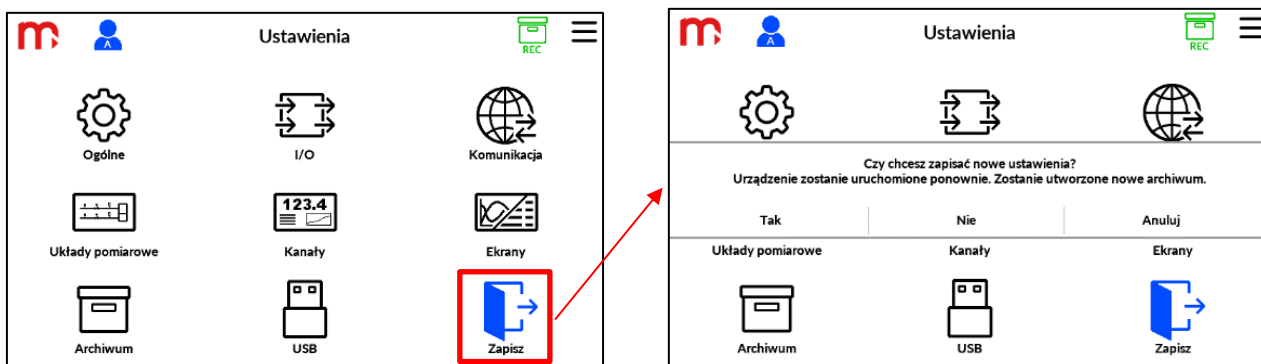 Ustawienia
REC
Ogólne
I/O
Komunikacja
123.4
Układy pomiarowe
Kanały
Ekrany
Archiwum
USB
Zapisz
A
Ustawienia
REC
Czy chcesz zapisać nowe ustawienia?
Urządzenie zostanie uruchomione ponownie. Zostanie utworzone nowe archiwum.
Tak
Nie
Anuluj
Układy pomiarowe
Kanały
Ekrany
Archiwum
USB
Zapisz
A